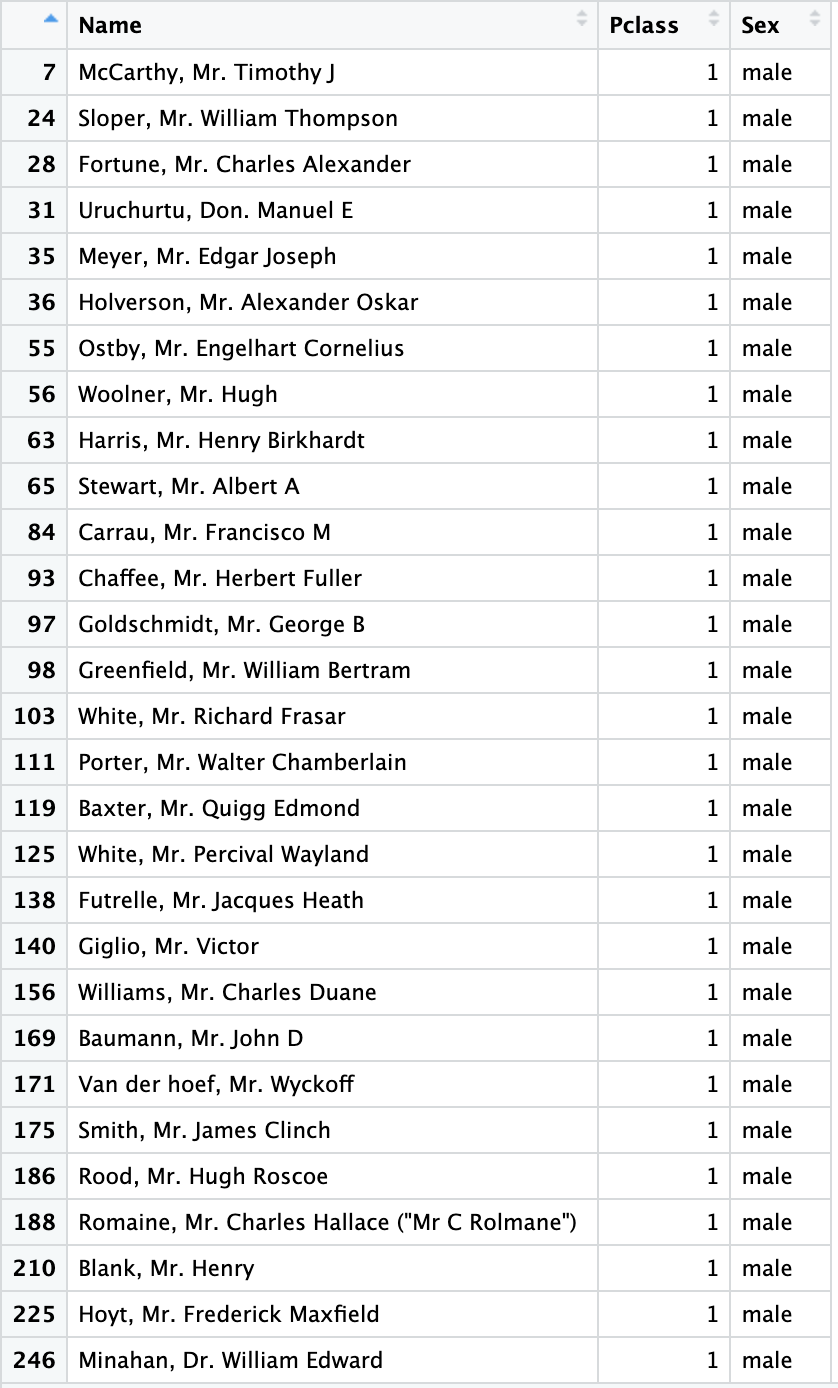 Name Pclass Sex
7 McCarthy, Mr. Timothy J 1 male
24 Sloper, Mr. William Thompson 1 male
28 Fortune, Mr. Charles Alexander 1 male
31 Uruchurtu, Don. Manuel E 1 male
35 Meyer, Mr. Edgar Joseph 1 male
36 Holverson, Mr. Alexander Oskar 1 male
55 Ostby, Mr. Engelhart Cornelius 1 male
56 Woolner, Mr. Hugh 1 male
63 Harris, Mr. Henry Birkhardt 1 male
65 Stewart, Mr. Albert A 1 male
84 Carrau, Mr. Francisco M 1 male
93 Chaffee, Mr. Herbert Fuller 1 male
97 Goldschmidt, Mr. George B 1 male
98 Greenfield, Mr. William Bertram 1 male
103 White, Mr. Richard Frasar 1 male
111 Porter, Mr. Walter Chamberlain 1 male
119 Baxter, Mr. Quigg Edmond 1 male
125 White, Mr. Percival Wayland 1 male
138 Futrelle, Mr. Jacques Heath 1 male
140 Giglio, Mr. Victor 1 male
156 Williams, Mr. Charles Duane 1 male
169 Baumann, Mr. John D 1 male
171 Van der hoef, Mr. Wyckoff 1 male
175 Smith, Mr. James Clinch 1 male
186 Rood, Mr. Hugh Roscoe 1 male
188 Romaine, Mr. Charles Hallace ("Mr C Rolmane") 1 male
210 Blank, Mr. Henry 1 male
225 Hoyt, Mr. Frederick Maxfield 1 male
246 Minahan, Dr. William Edward 1 male